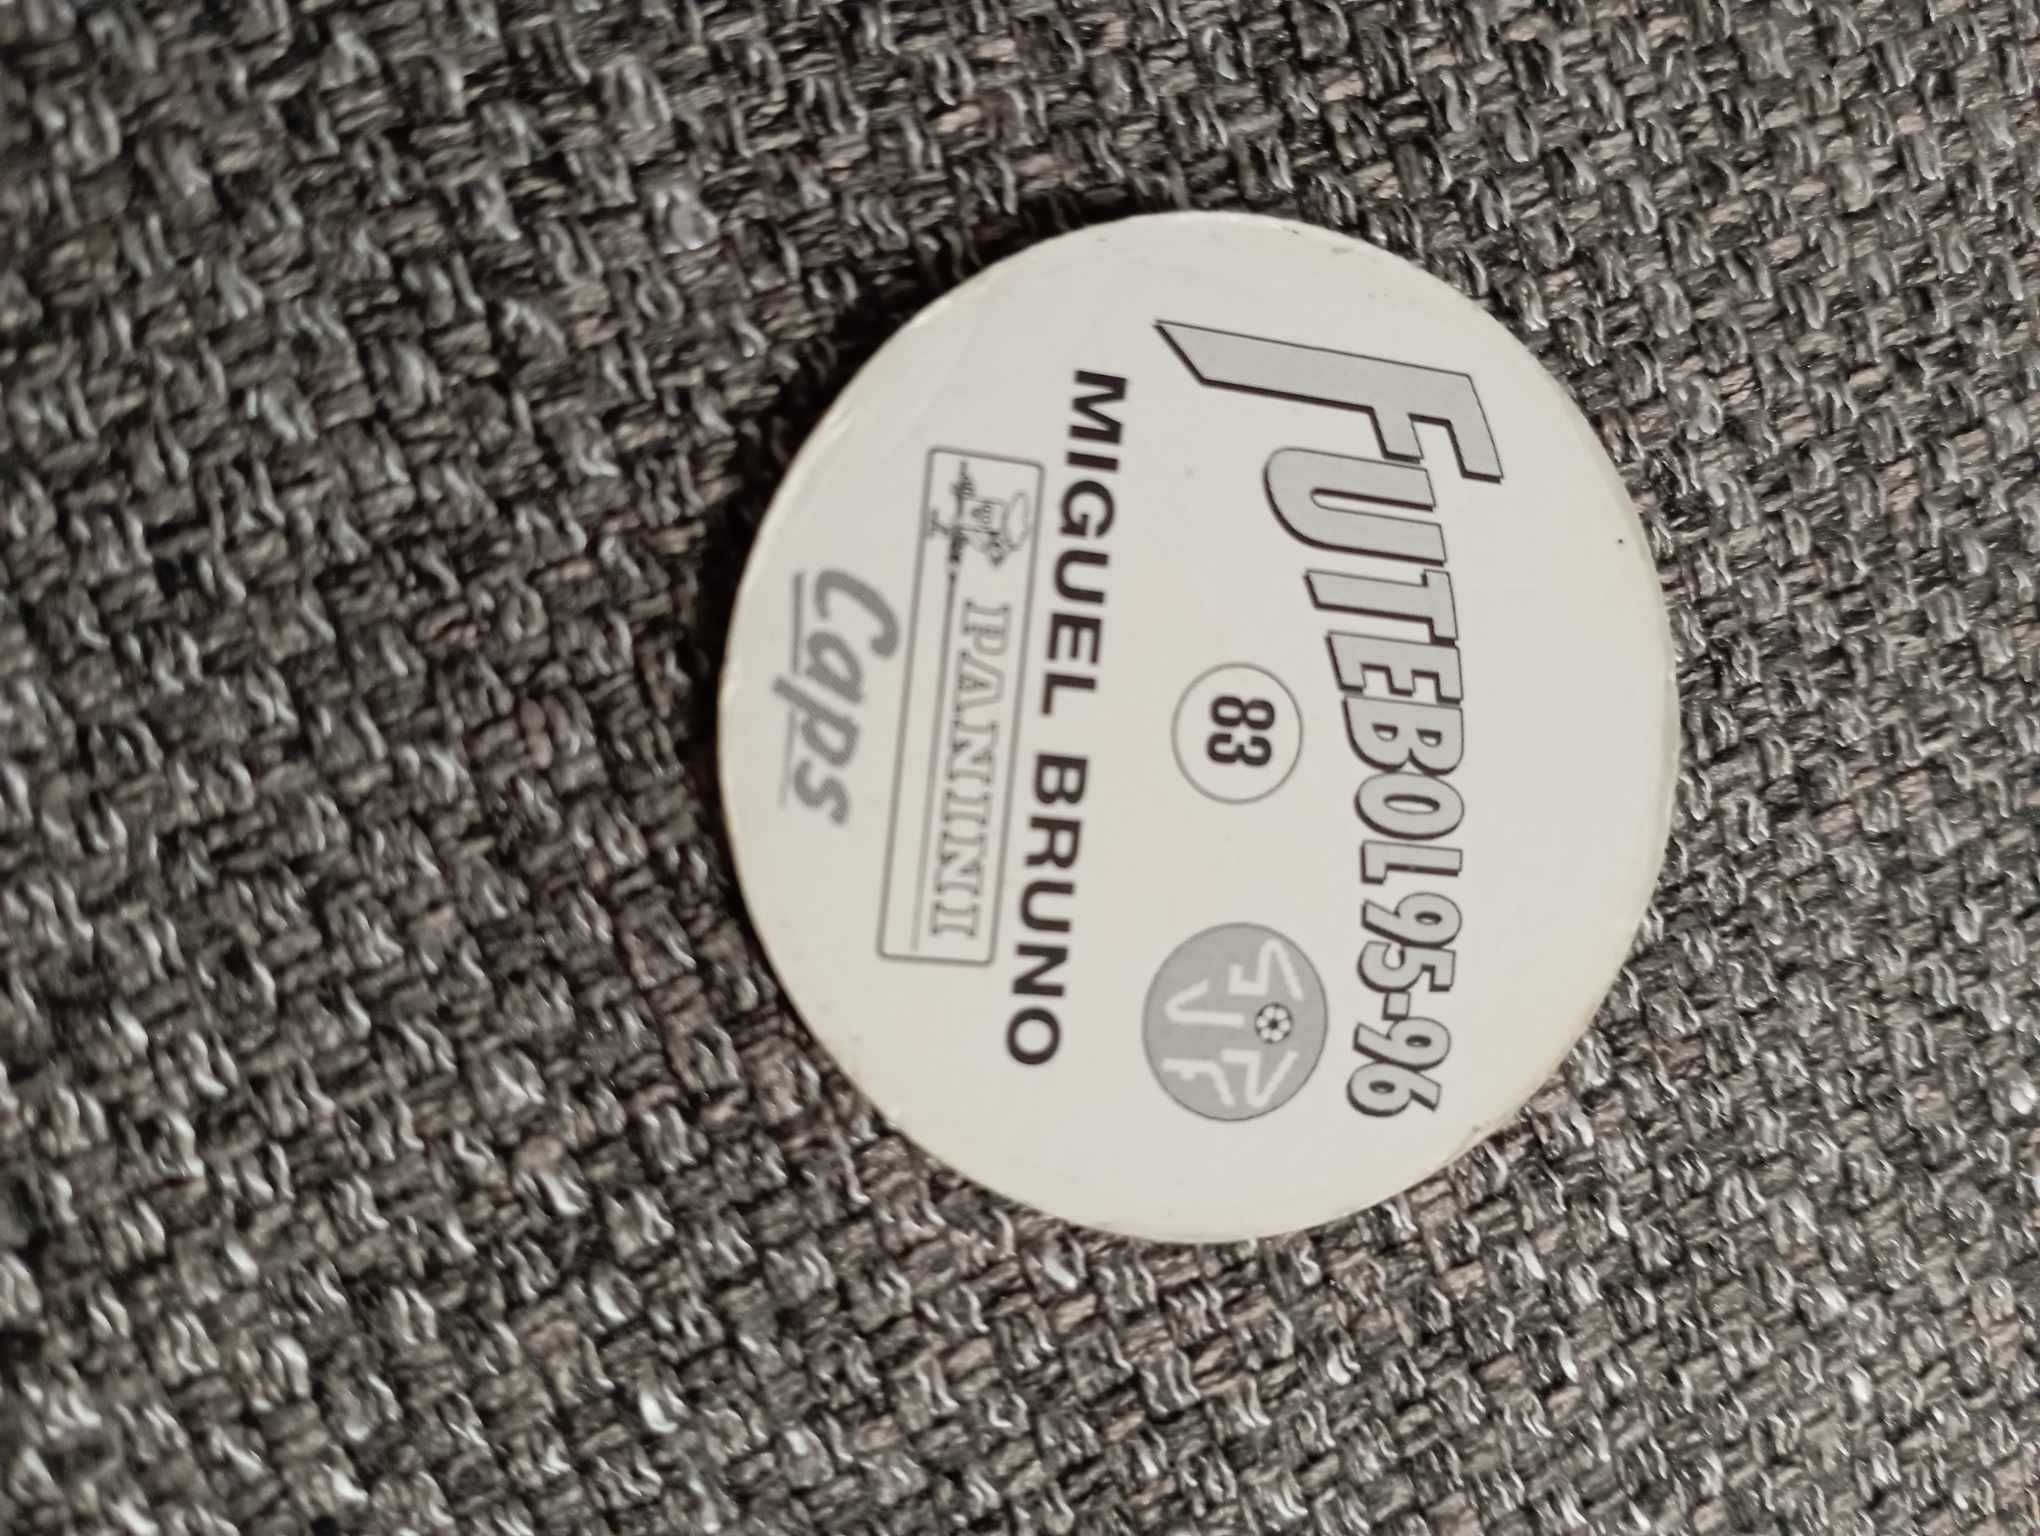 FUTEBOL95-96
83
MIGUEL BRUNO
PANINI
Caps